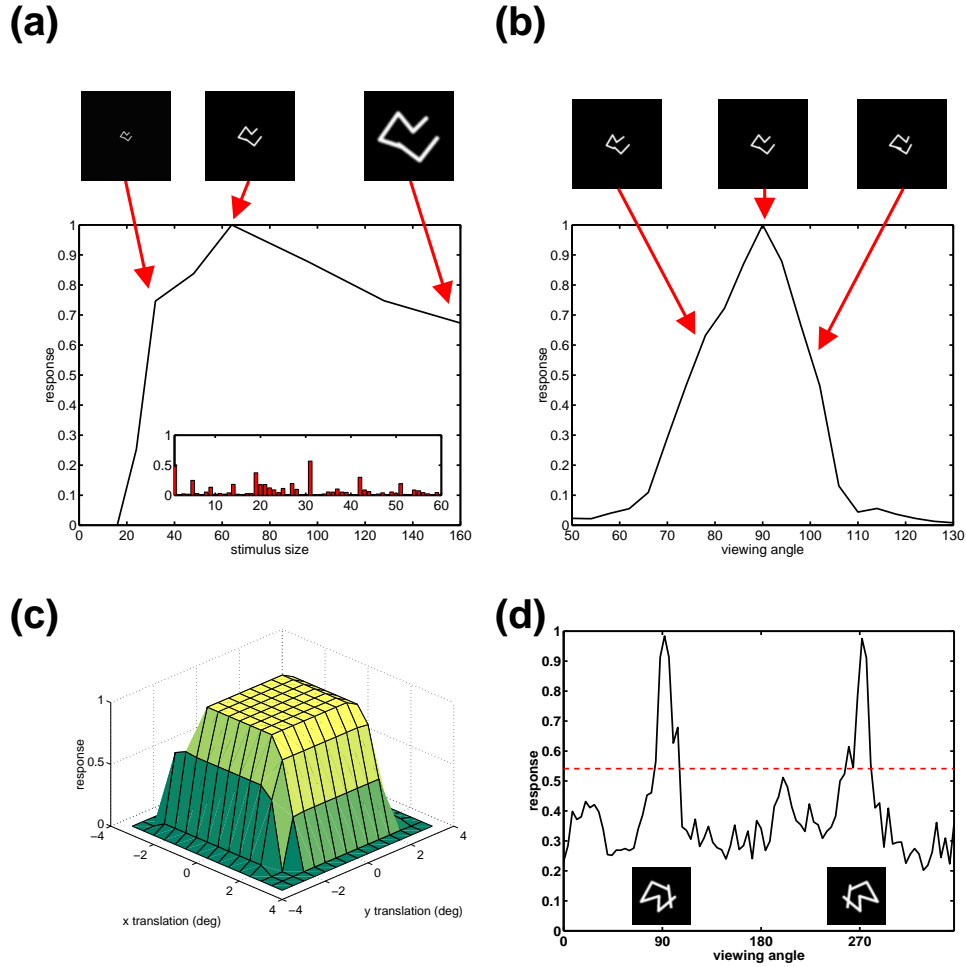 (a)
(b)
1
0.9
0.8
0.7
0.6
0.5
0.4
0.3
0.2
0.1
0
response
1
0.5
0
10 20 30 40 50 60
0 20 40 60 80 100 120 140 160
stimulus size
1
0.9
0.8
0.7
0.6
0.5
0.4
0.3
0.2
0.1
0
response
50 60 70 80 90 100 110 120 130
viewing angle
(c)
(d)
1
0.5
0
response
−4
−2
0
2
4
x translation (deg)
−4
−2
0
2
4
y translation (deg)
1
0.9
0.8
0.7
0.6
0.5
0.4
0.3
0.2
0.1
0
response
0 90 180 270
viewing angle